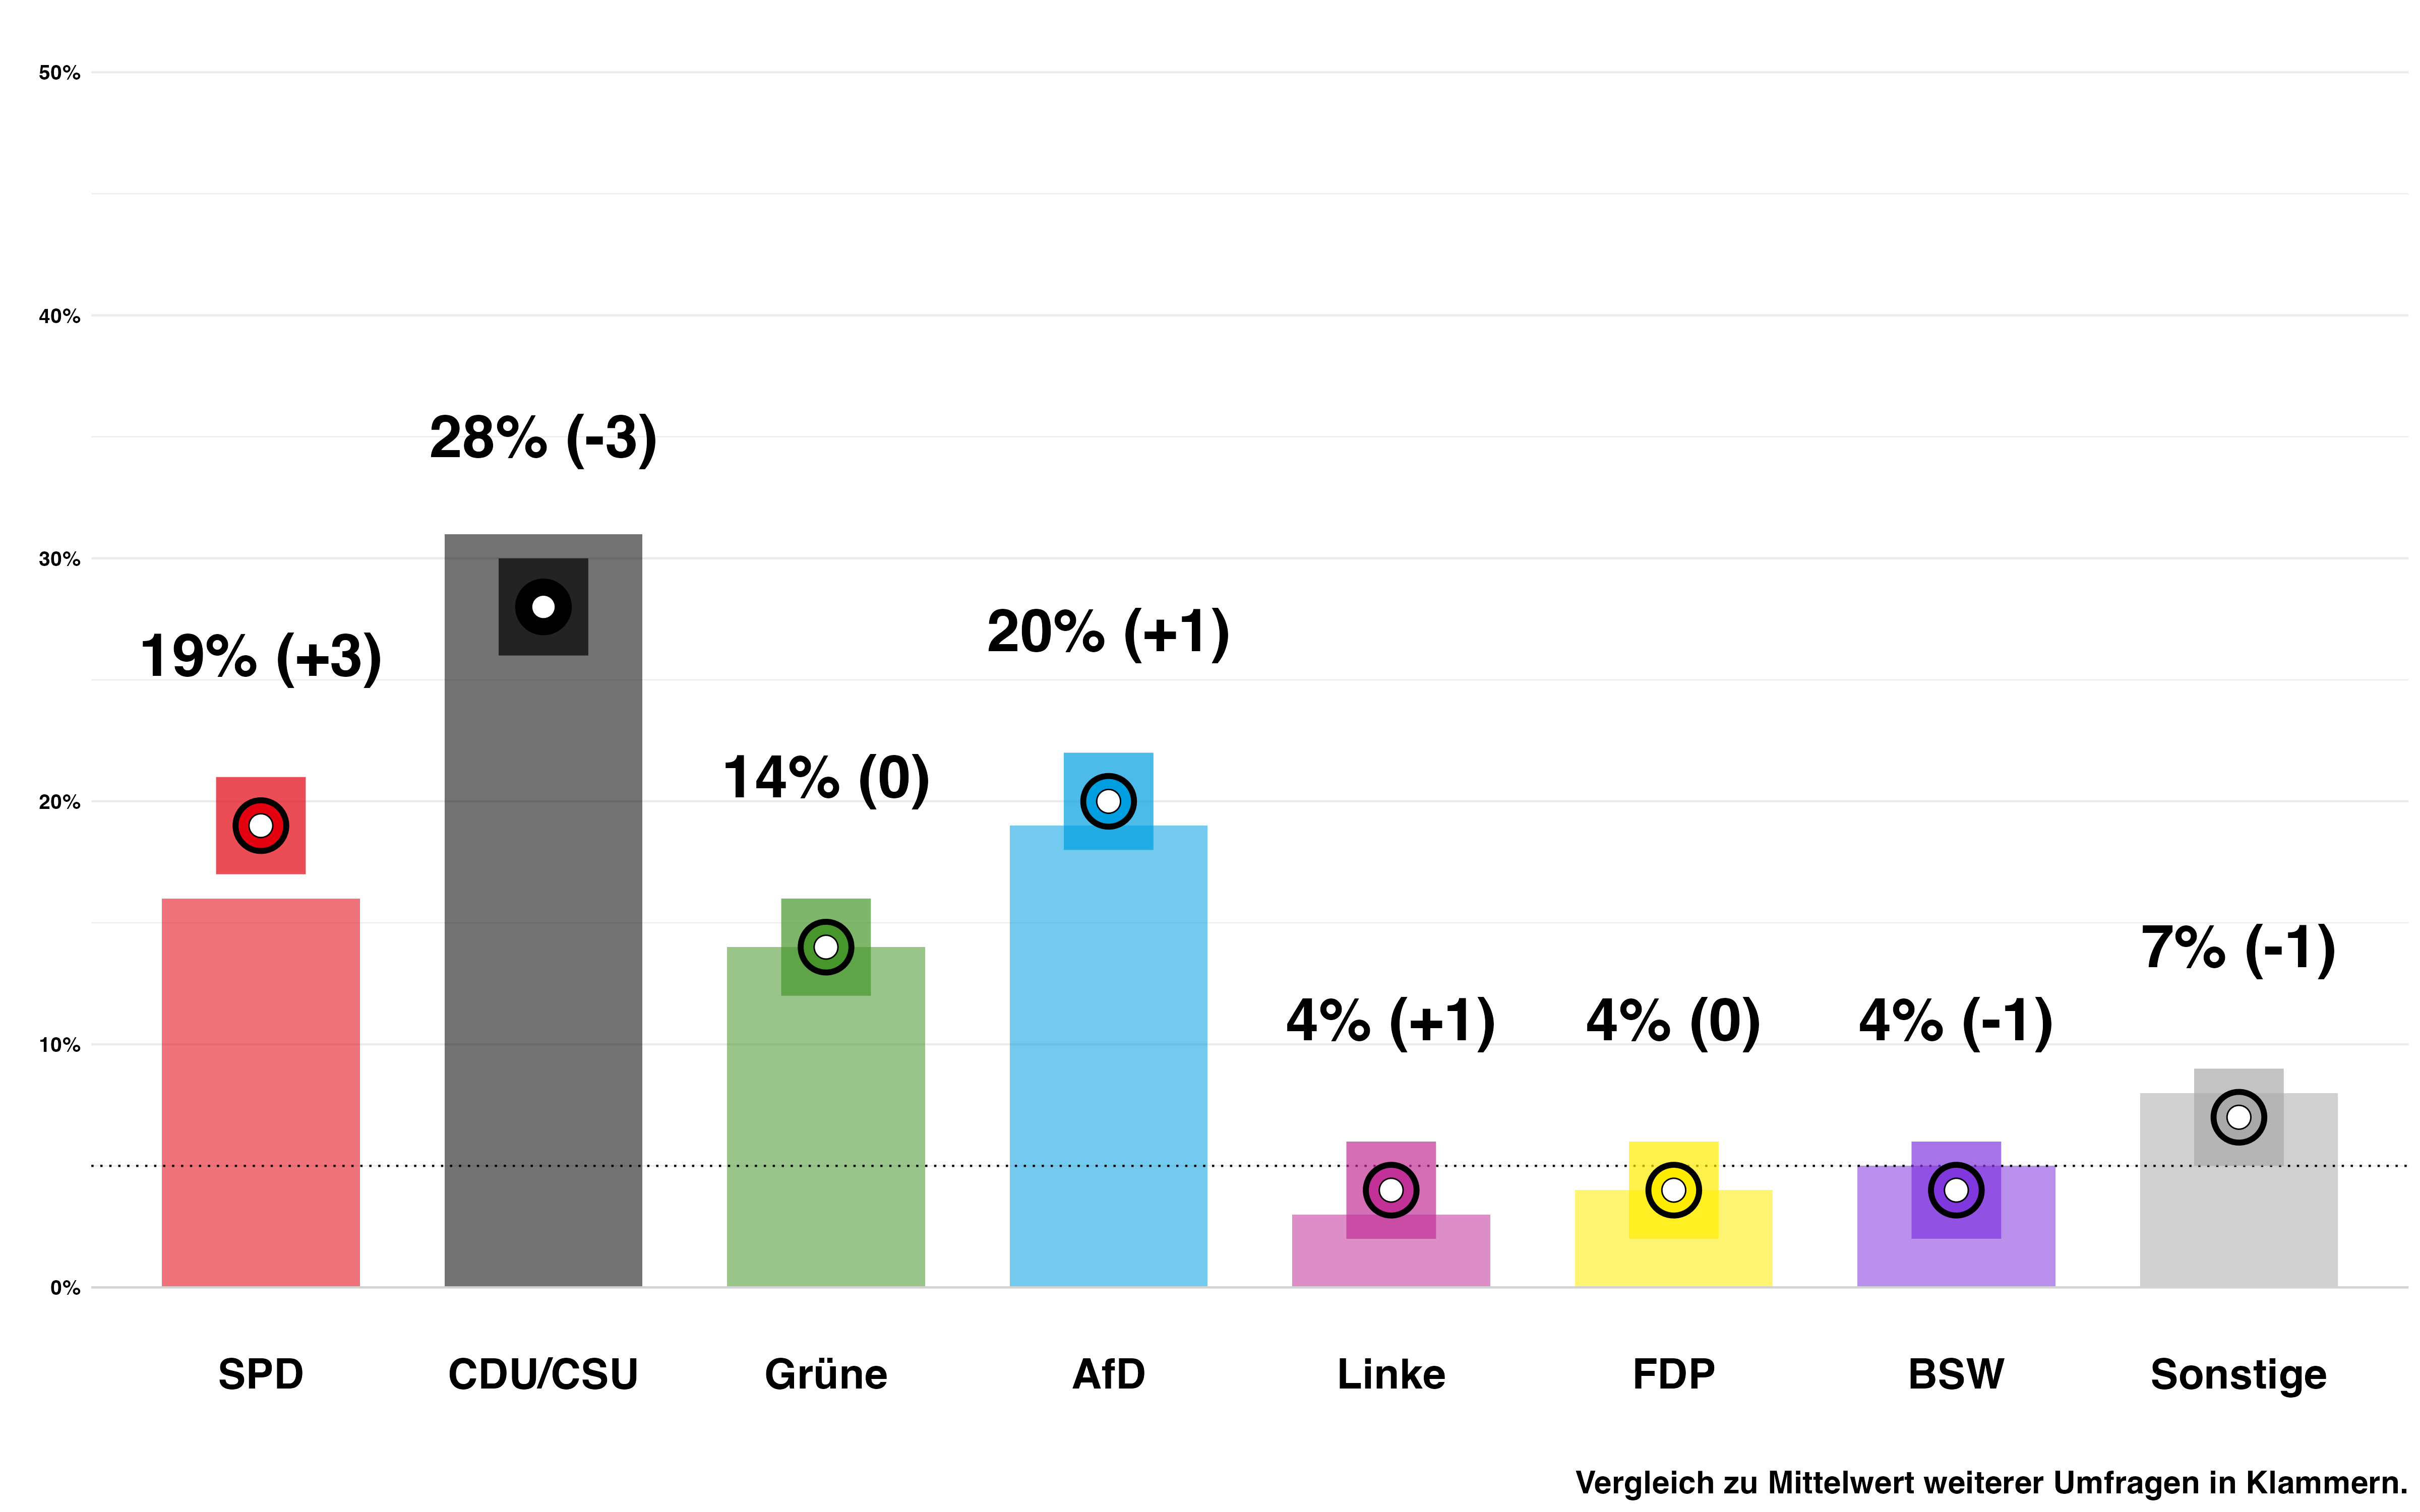 50%
40%
30%
20%
10%
0%
19% (+3)
28% (-3)
14% (0)
20% (+1)
4% (+1)
4% (0)
4% (-1)
7% (-1)
SPD
CDU/CSU
Grüne
AfD
Linke
FDP
BSW
Sonstige
Vergleich zu Mittelwert weiterer Umfragen in Klammern.